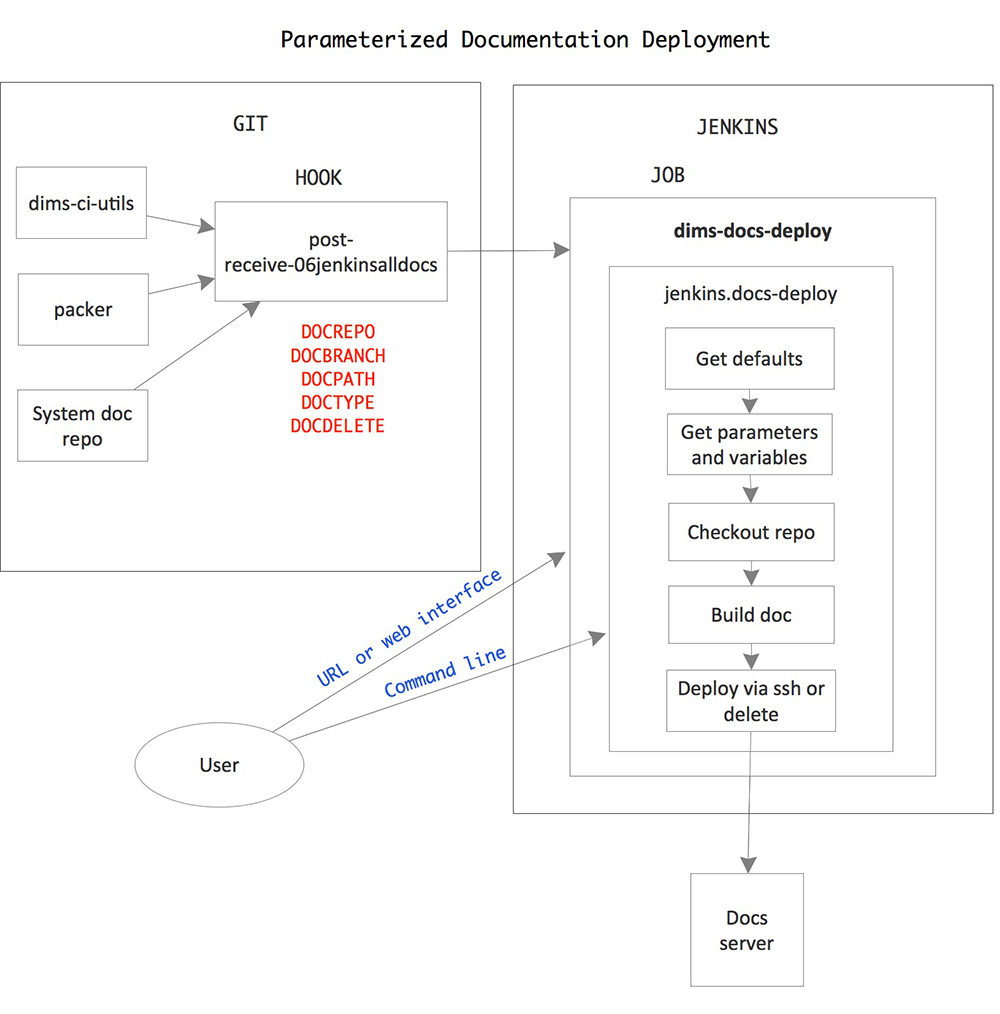 Parameterized Documentation Deployment
GIT
HOOK
dims-ci-utils
packer
System doc
repo
post-
receive-06jenkinsalldocs
DOCREPO
DOCBRANCH
DOCPATH
DOCTYPE
DOCDELETE
URL or web interface
Command line
User
JENKINS
JOB
dims-docs-deploy
jenkins.docs-deploy
Get defaults
Get parameters
and variables
Checkout repo
Build doc
Deploy via ssh or
delete
Docs
server